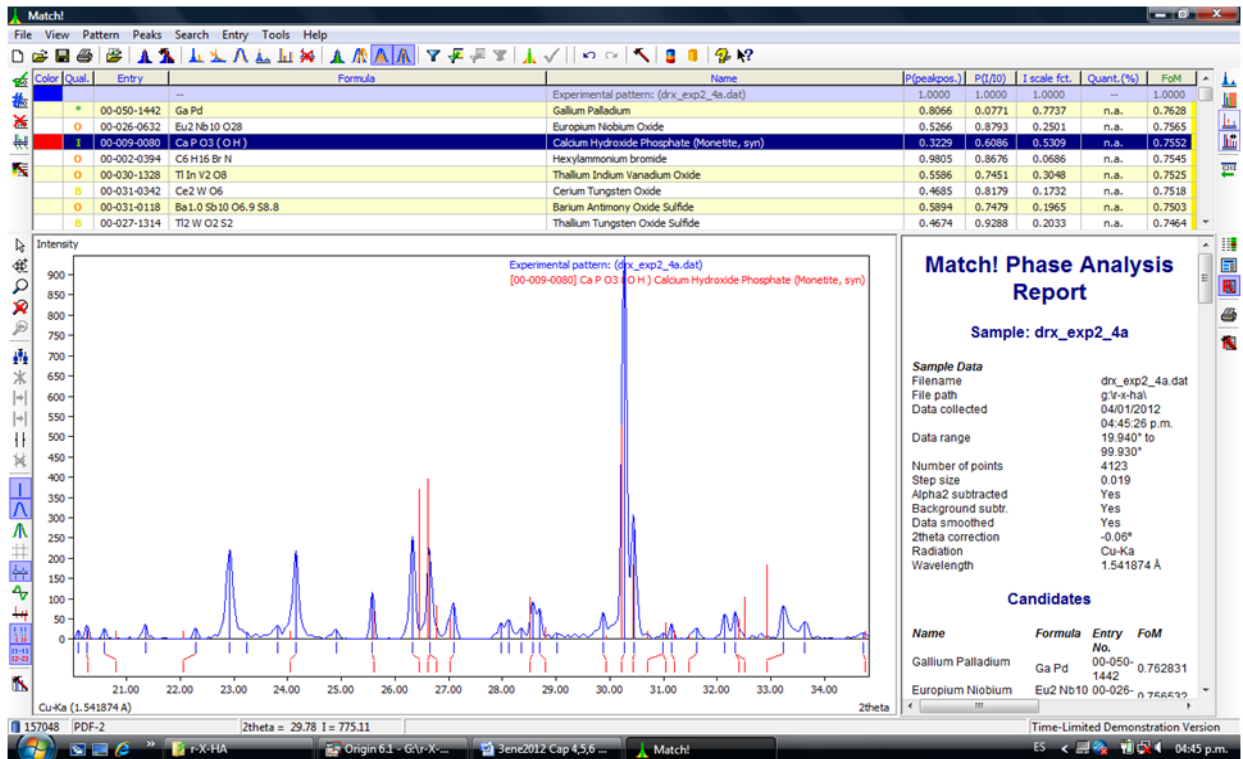 Match!
File View Pattern Peaks Search Entry Tools Help
Color Qual. Entry Formula Name P(peakpos.) P(I/I0) I scale fct. Quant.(%) FoM
-- Experimental pattern: (drx_exp2_4a.dat) 1.0000 1.0000 1.0000 -- 1.0000
* 00-050-1442 Ga Pd Gallium Palladium 0.8066 0.0771 0.7737 n.a. 0.7628
O 00-026-0632 Eu2 Nb10 O28 Europium Niobium Oxide 0.5266 0.8793 0.2501 n.a. 0.7565
I 00-009-0080 Ca P O3 ( O H ) Calcium Hydroxide Phosphate (Monetite, syn) 0.3229 0.6086 0.5309 n.a. 0.7552
O 00-002-0394 C6 H16 Br N Hexylammonium bromide 0.9805 0.8676 0.0686 n.a. 0.7545
O 00-030-1328 Tl In V2 O8 Thallium Indium Vanadium Oxide 0.5586 0.7451 0.3048 n.a. 0.7525
B 00-031-0342 Ce2 W O6 Cerium Tungsten Oxide 0.4685 0.8179 0.1732 n.a. 0.7518
O 00-031-0118 Ba1.0 Sb10 O6.9 S8.8 Barium Antimony Oxide Sulfide 0.5894 0.7479 0.1965 n.a. 0.7503
B 00-027-1314 Tl2 W O2 S2 Thallium Tungsten Oxide Sulfide 0.4674 0.9288 0.2033 n.a. 0.7464
Intensity
Experimental pattern: (drx_exp2_4a.dat)
[00-009-0080] Ca P O3 ( O H ) Calcium Hydroxide Phosphate (Monetite, syn)
900
850
800
750
700
650
600
550
500
450
400
350
300
250
200
150
100
50
0
21.00 22.00 23.00 24.00 25.00 26.00 27.00 28.00 29.00 30.00 31.00 32.00 33.00 34.00
Cu-Ka (1.541874 A) 2theta
Match! Phase Analysis
Report
Sample: drx_exp2_4a
Sample Data
Filename drx_exp2_4a.dat
File path g:\r-x-ha\
Data collected 04/01/2012
04:45:26 p.m.
Data range 19.940° to
99.930°
Number of points 4123
Step size 0.019
Alpha2 subtracted Yes
Background subtr. Yes
Data smoothed Yes
2theta correction -0.06°
Radiation Cu-Ka
Wavelength 1.541874 Å
Candidates
Name Formula Entry FoM
No.
Gallium Palladium Ga Pd 00-050- 0.762831
1442
Europium Niobium Eu2 Nb10 00-026- 0.756532
157048 PDF-2 2theta = 29.78 I = 775.11 Time-Limited Demonstration Version
» r-X-HA Origin 6.1 - G:\r-X-... 3ene2012 Cap 4,5,6 ... Match! ES < 04:45 p.m.